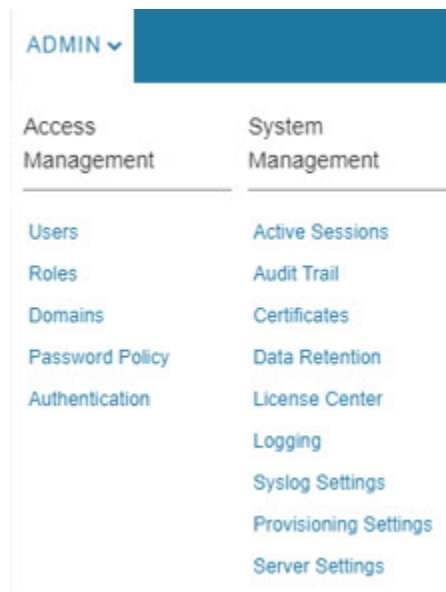 ADMIN
Access
Management
Users
Roles
Domains
Password Policy
Authentication
System
Management
Active Sessions
Audit Trail
Certificates
Data Retention
License Center
Logging
Syslog Settings
Provisioning Settings
Server Settings